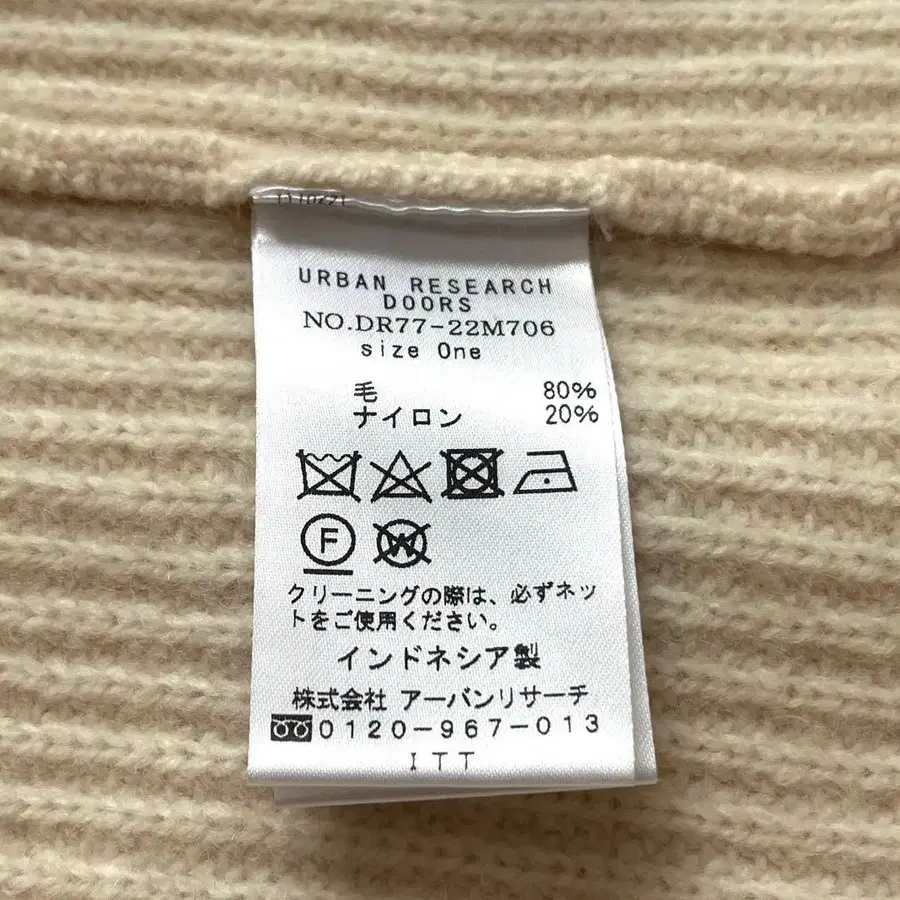 URBAN RESEARCH
DOORS
NO.DR77-22M706
size One
毛 80%
ナイロン 20%
F
W
クリーニングの際は、必ずネッ
トをご使用ください。
インドネシア製
株式会社 アーバンリサーチ
0120-967-013
ITT